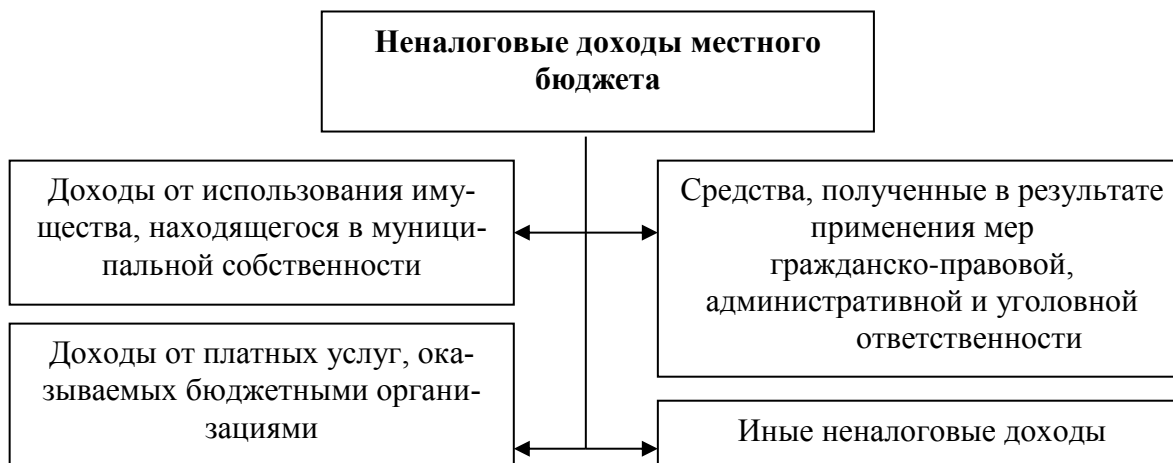 Неналоговые доходы местного
бюджета
Доходы от использования иму-
щества, находящегося в муници-
пальной собственности
Средства, полученные в результате
применения мер
гражданско-правовой,
административной и уголовной
ответственности
Доходы от платных услуг, ока-
зываемых бюджетными органи-
зациями
Иные неналоговые доходы